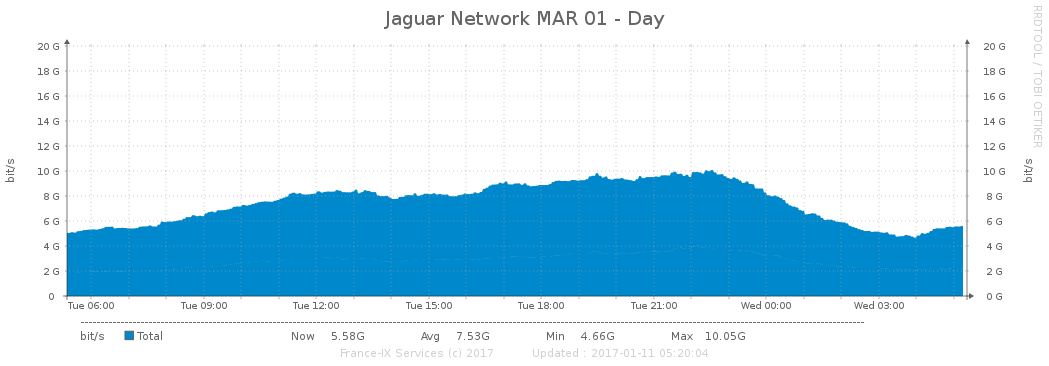 Jaguar Network MAR 01 - Day
RRDTOOL / TOBI OETIKER
bit/s
bit/s
20 G 20 G
18 G 18 G
16 G 16 G
14 G 14 G
12 G 12 G
10 G 10 G
8 G 8 G
6 G 6 G
4 G 4 G
2 G 2 G
0 0 G
Tue 06:00 Tue 09:00 Tue 12:00 Tue 15:00 Tue 18:00 Tue 21:00 Wed 00:00 Wed 03:00
bit/s Total Now 5.58G Avg 7.53G Min 4.66G Max 10.05G
France-IX Services (c) 2017 Updated : 2017-01-11 05:20:04